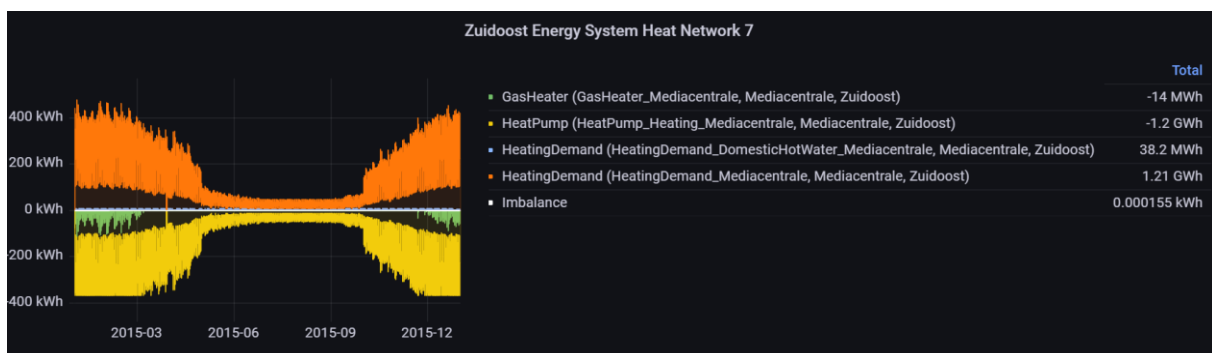 Zuidoost Energy System Heat Network 7
Total
GasHeater (GasHeater_Mediacentrale, Mediacentrale, Zuidoost) -14 MWh
HeatPump (HeatPump_Heating_Mediacentrale, Mediacentrale, Zuidoost) -1.2 GWh
HeatingDemand (HeatingDemand_DomesticHotWater_Mediacentrale, Mediacentrale, Zuidoost) 38.2 MWh
HeatingDemand (HeatingDemand_Mediacentrale, Mediacentrale, Zuidoost) 1.21 GWh
Imbalance 0.000155 kWh
400 kWh
200 kWh
0 kWh
-200 kWh
-400 kWh
2015-03 2015-06 2015-09 2015-12